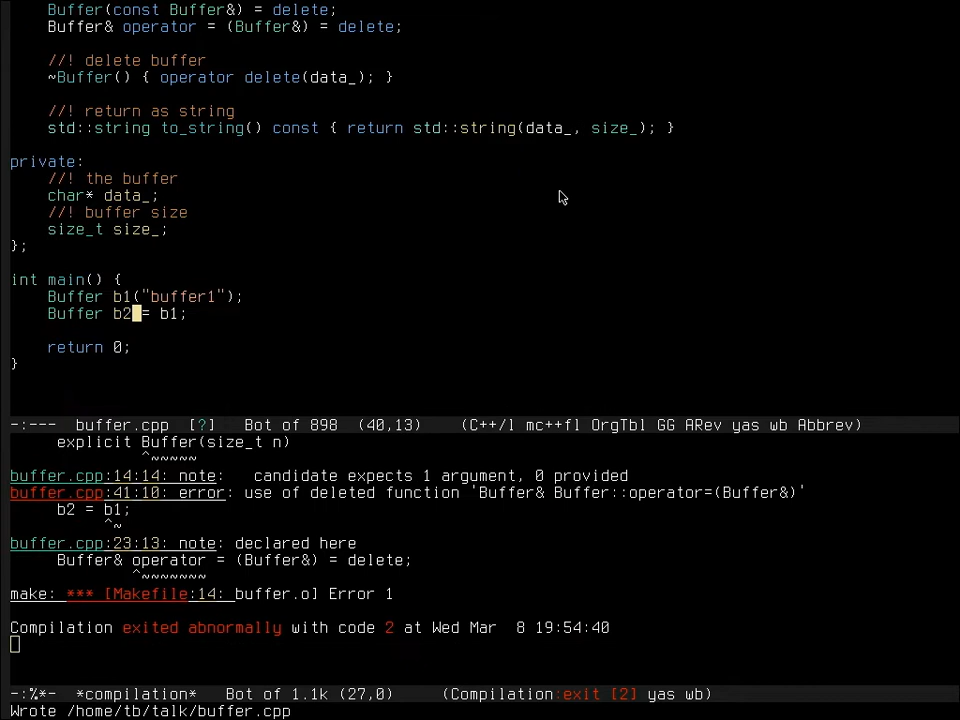 Buffer(const Buffer&) = delete;
Buffer& operator = (Buffer&) = delete;
//! delete buffer
~Buffer() { operator delete(data_); }
//! return as string
std::string to_string() const { return std::string(data_, size_); }
private:
//! the buffer
char* data_;
//! buffer size
size_t size_;
};
int main() {
Buffer b1("buffer1");
Buffer b2 = b1;
return 0;
}
-:--- buffer.cpp [?] Bot of 898 (40,13) (C++/l mc++fl OrgTbl GG ARev yas wb Abbrev)
explicit Buffer(size_t n)
^~~~~~
buffer.cpp:14:14: note:   candidate expects 1 argument, 0 provided
buffer.cpp:41:10: error: use of deleted function 'Buffer& Buffer::operator=(Buffer&)'
b2 = b1;
^~
buffer.cpp:23:13: note: declared here
Buffer& operator = (Buffer&) = delete;
^~~~~~~~
make: *** [Makefile:14: buffer.o] Error 1
Compilation exited abnormally with code 2 at Wed Mar  8 19:54:40
-:%*- *compilation* Bot of 1.1k (27,0) (Compilation:exit [2] yas wb)
Wrote /home/tb/talk/buffer.cpp